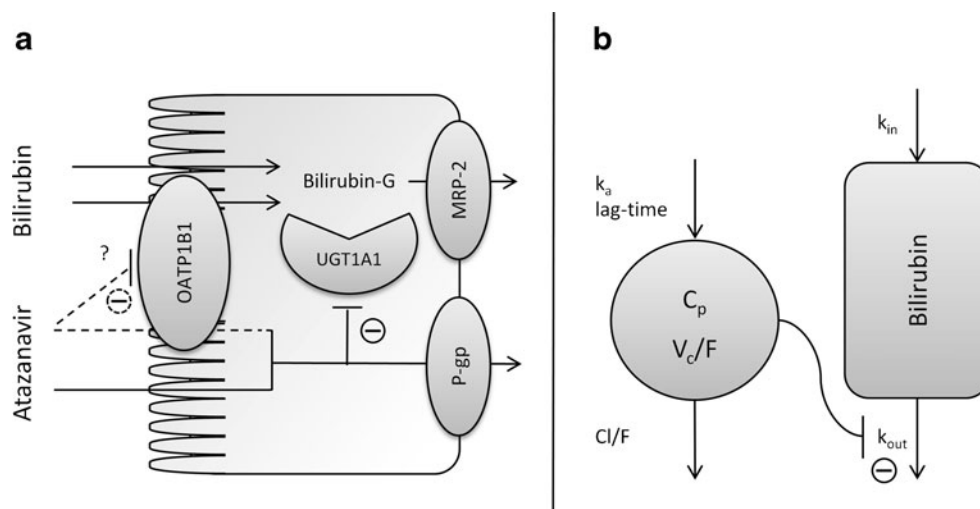 a
Bilirubin
Atazanavir
?
OATP1B1
Bilirubin-G
UGT1A1
MRP-2
P-gp
b
ka
lag-time
Cp
Vc/F
Cl/F
kin
Bilirubin
kout